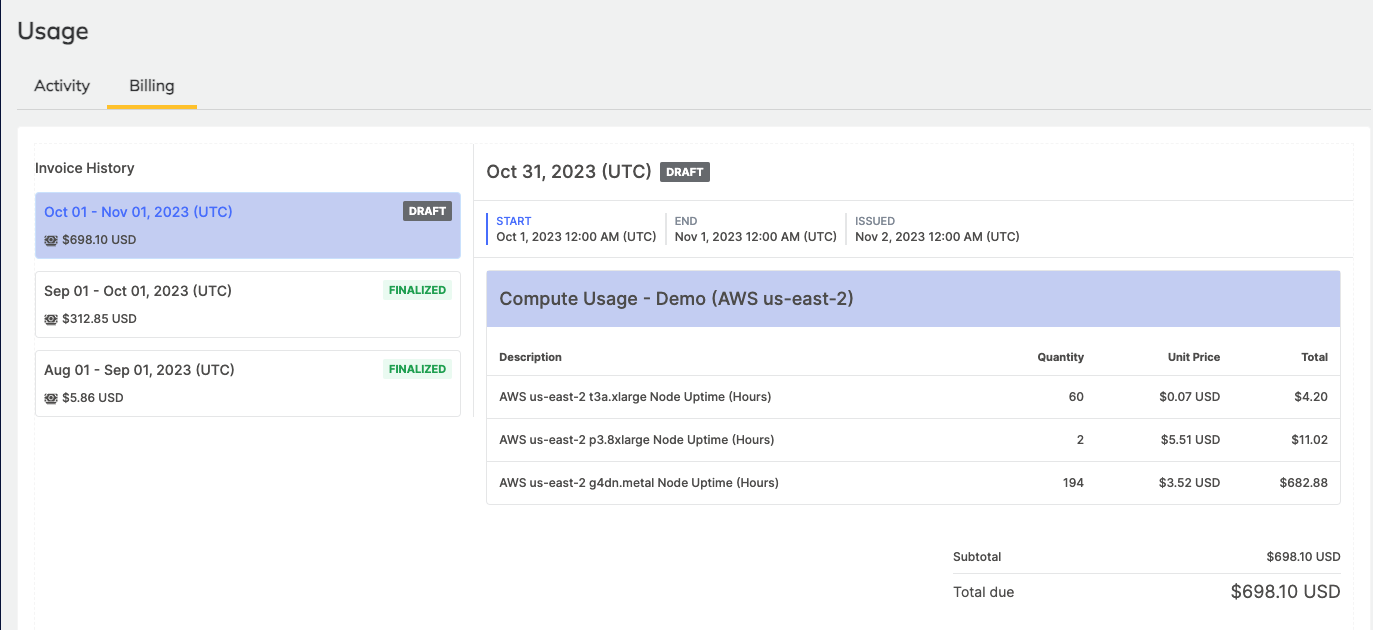 Usage
Activity Billing
Invoice History
Oct 01 - Nov 01, 2023 (UTC) DRAFT
$698.10 USD
Sep 01 - Oct 01, 2023 (UTC) FINALIZED
$312.85 USD
Aug 01 - Sep 01, 2023 (UTC) FINALIZED
$5.86 USD
Oct 31, 2023 (UTC) DRAFT
START END ISSUED
Oct 1, 2023 12:00 AM (UTC) Nov 1, 2023 12:00 AM (UTC) Nov 2, 2023 12:00 AM (UTC)
Compute Usage - Demo (AWS us-east-2)
Description Quantity Unit Price Total
AWS us-east-2 t3a.xlarge Node Uptime (Hours) 60 $0.07 USD $4.20
AWS us-east-2 p3.8xlarge Node Uptime (Hours) 2 $5.51 USD $11.02
AWS us-east-2 g4dn.metal Node Uptime (Hours) 194 $3.52 USD $682.88
Subtotal $698.10 USD
Total due $698.10 USD